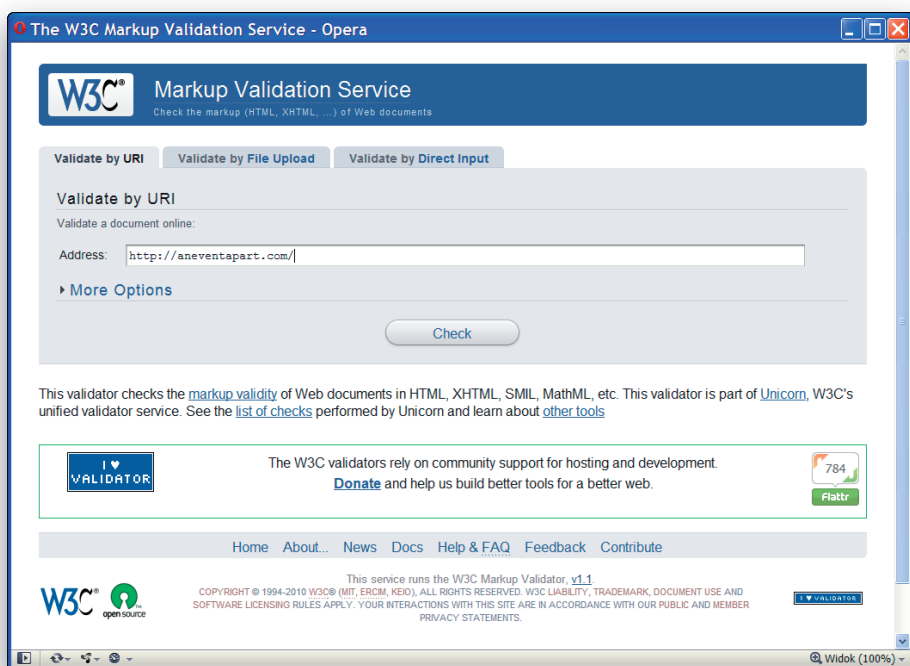 The W3C Markup Validation Service - Opera
W3C® Markup Validation Service
Check the markup (HTML, XHTML, ...) of Web documents
Validate by URI Validate by File Upload Validate by Direct Input
Validate by URI
Validate a document online:
Address: http://aneventapart.com/
More Options
Check
This validator checks the markup validity of Web documents in HTML, XHTML, SMIL, MathML, etc. This validator is part of Unicorn, W3C's
unified validator service. See the list of checks performed by Unicorn and learn about other tools
I ♥
VALIDATOR
The W3C validators rely on community support for hosting and development.
Donate and help us build better tools for a better web.
784
Flattr
Home About... News Docs Help & FAQ Feedback Contribute
W3C® open source
This service runs the W3C Markup Validator, v1.1.
COPYRIGHT © 1994-2010 W3C® (MIT, ERCIM, KEIO), ALL RIGHTS RESERVED. W3C LIABILITY, TRADEMARK, DOCUMENT USE AND
SOFTWARE LICENSING RULES APPLY. YOUR INTERACTIONS WITH THIS SITE ARE IN ACCORDANCE WITH OUR PUBLIC AND MEMBER
PRIVACY STATEMENTS.
I ♥ VALIDATOR
Widok (100%)